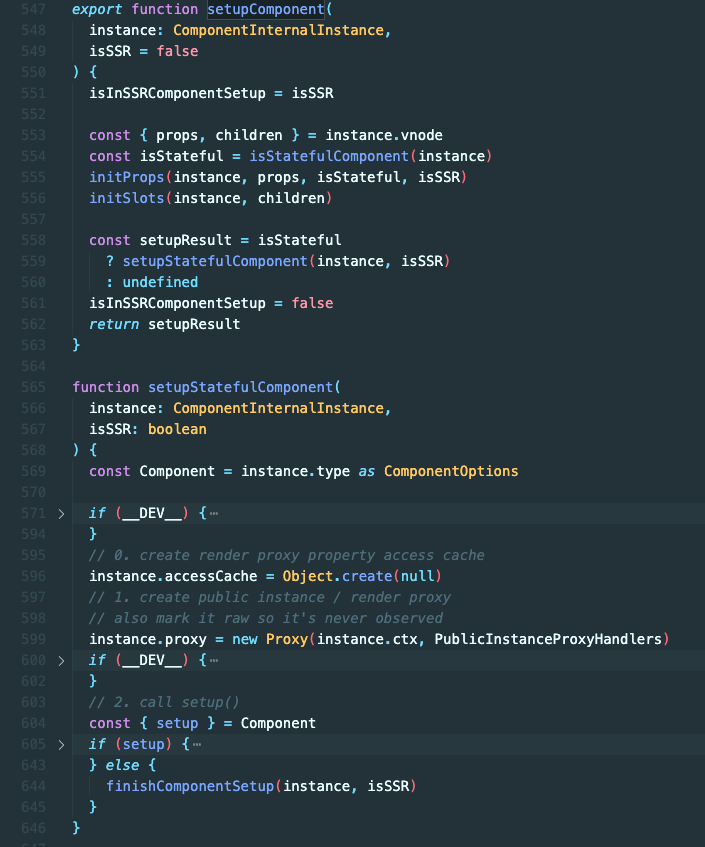 547 export function setupComponent(
548   instance: ComponentInternalInstance,
549   isSSR = false
550 ) {
551   isInSSRComponentSetup = isSSR
552
553   const { props, children } = instance.vnode
554   const isStateful = isStatefulComponent(instance)
555   initProps(instance, props, isStateful, isSSR)
556   initSlots(instance, children)
557
558   const setupResult = isStateful
559     ? setupStatefulComponent(instance, isSSR)
560     : undefined
561   isInSSRComponentSetup = false
562   return setupResult
563 }
564
565 function setupStatefulComponent(
566   instance: ComponentInternalInstance,
567   isSSR: boolean
568 ) {
569   const Component = instance.type as ComponentOptions
570
571   if (__DEV__) {…
594   }
595   // 0. create render proxy property access cache
596   instance.accessCache = Object.create(null)
597   // 1. create public instance / render proxy
598   // also mark it raw so it's never observed
599   instance.proxy = new Proxy(instance.ctx, PublicInstanceProxyHandlers)
600   if (__DEV__) {…
602   }
603   // 2. call setup()
604   const { setup } = Component
605   if (setup) {…
643   } else {
644     finishComponentSetup(instance, isSSR)
645   }
646 }